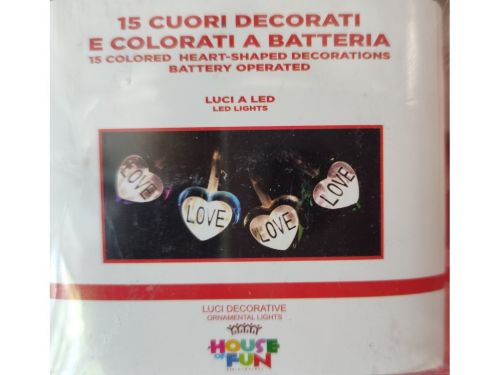 15 CUORI DECORATI
E COLORATI A BATTERIA
15 COLORED HEART-SHAPED DECORATIONS
BATTERY OPERATED
LUCI A LED
LED LIGHTS
LOVE
LOVE
LOVE
LOVE
LUCI DECORATIVE
ORNAMENTAL LIGHTS
HOUSE
OF FUN